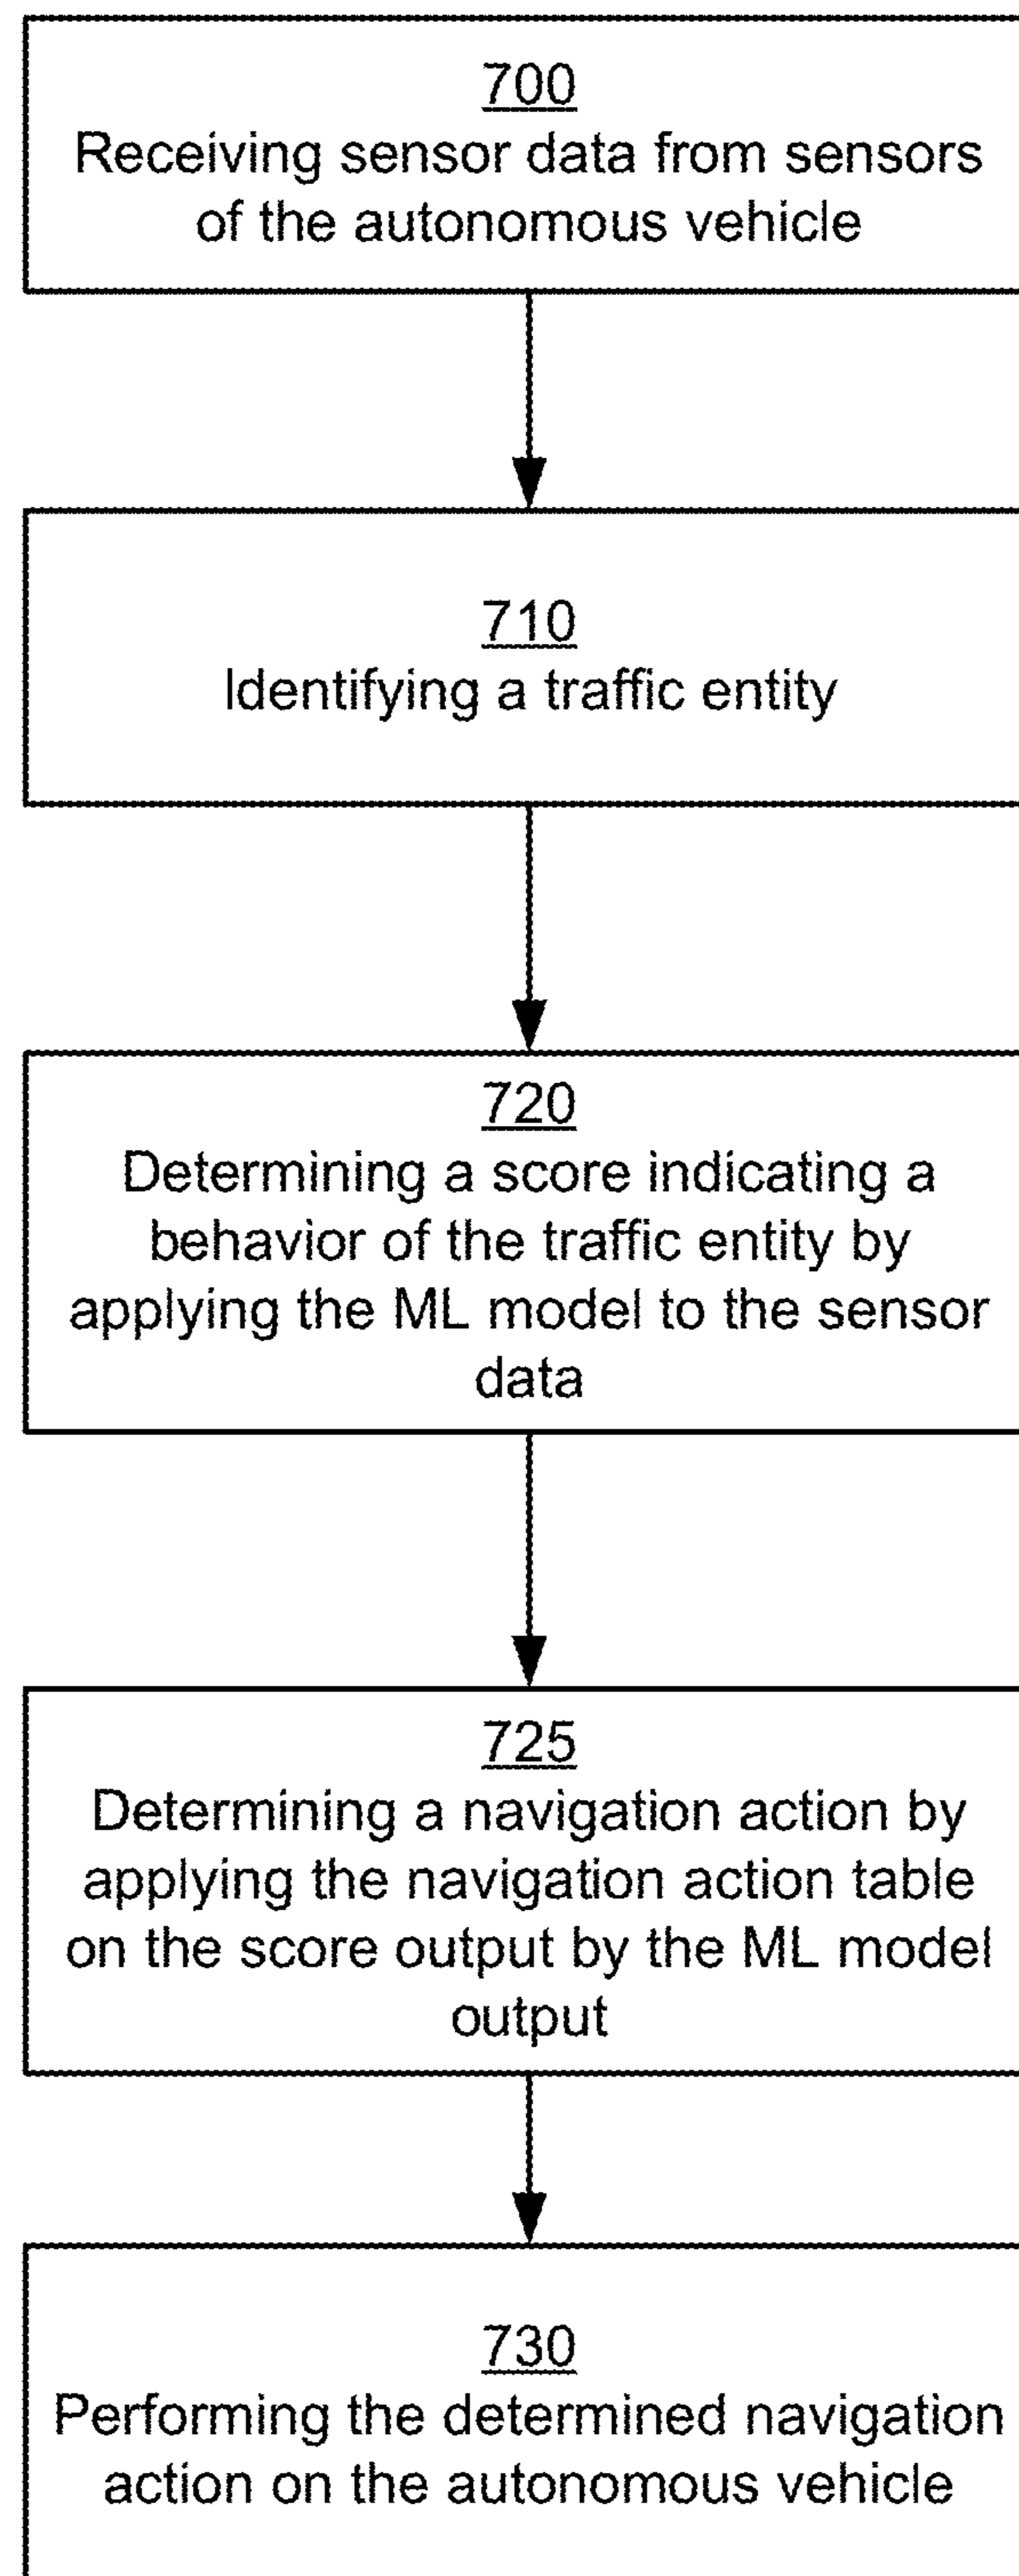 700
Receiving sensor data from sensors
of the autonomous vehicle
710
Identifying a traffic entity
720
Determining a score indicating a
behavior of the traffic entity by
applying the ML model to the sensor
data
725
Determining a navigation action by
applying the navigation action table
on the score output by the ML model
output
730
Performing the determined navigation
action on the autonomous vehicle